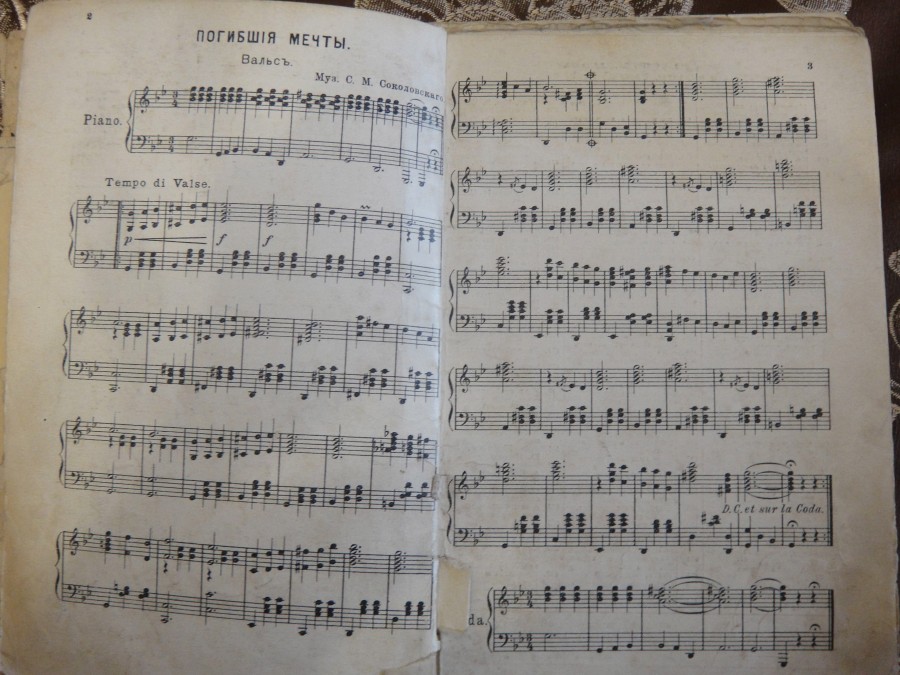 2
ПОГИБШІЯ МЕЧТЫ.
Вальсъ.
Муз. С. М. Соколовскаго
Piano.
Tempo di Valse.
p f f
3
D.C. et sur la Coda.
da.